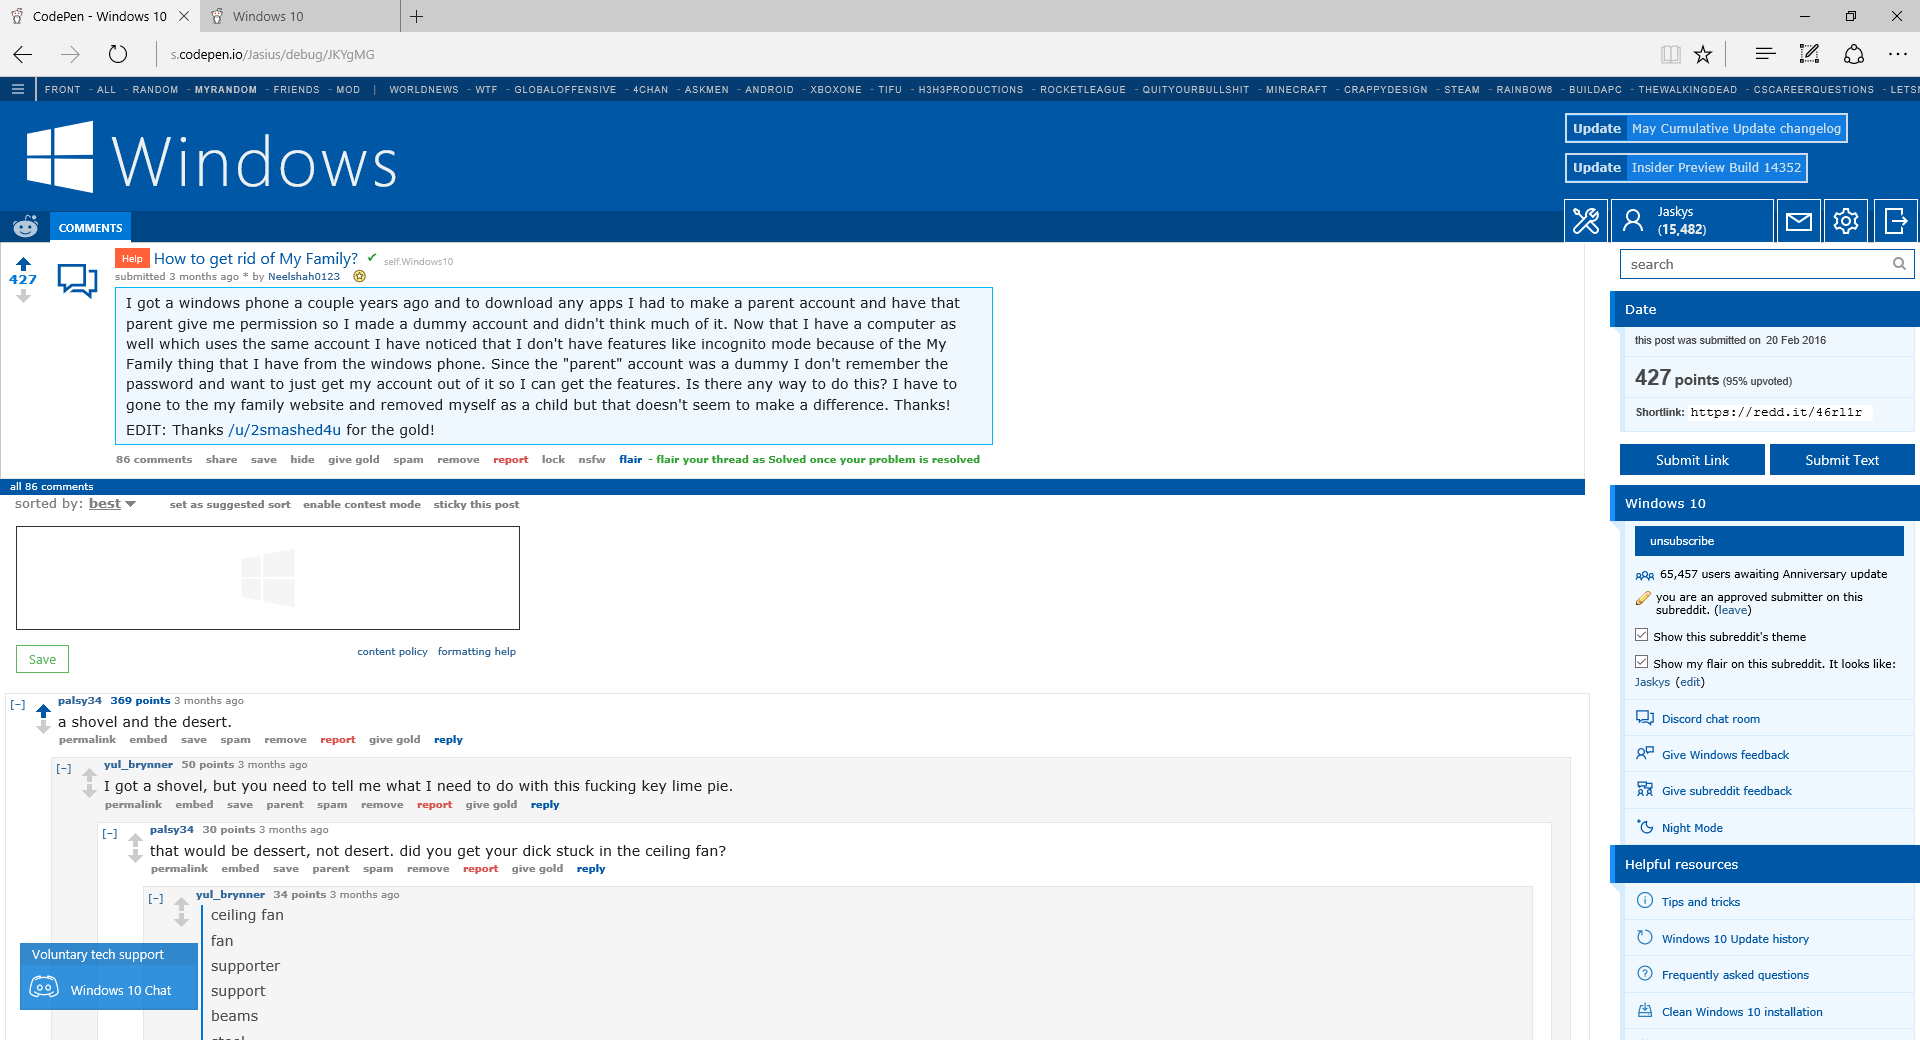 CodePen - Windows 10
Windows 10
s.codepen.io/Jasius/debug/JKYgMG
FRONT - ALL - RANDOM - MYRANDOM - FRIENDS - MOD | WORLDNEWS - WTF - GLOBALOFFENSIVE - 4CHAN - ASKMEN - ANDROID - XBOXONE - TIFU - H3H3PRODUCTIONS - ROCKETLEAGUE - QUITYOURBULLSHIT - MINECRAFT - CRAPPYDESIGN - STEAM - RAINBOW6 - BUILDAPC - THEWALKINGDEAD - CSCAREERQUESTIONS - LETS
Windows
Update May Cumulative Update changelog
Update Insider Preview Build 14352
COMMENTS
Jaskys
(15,482)
427
Help How to get rid of My Family? ✔ self.Windows10
submitted 3 months ago * by Neelshah0123
I got a windows phone a couple years ago and to download any apps I had to make a parent account and have that
parent give me permission so I made a dummy account and didn't think much of it. Now that I have a computer as
well which uses the same account I have noticed that I don't have features like incognito mode because of the My
Family thing that I have from the windows phone. Since the "parent" account was a dummy I don't remember the
password and want to just get my account out of it so I can get the features. Is there any way to do this? I have to
gone to the my family website and removed myself as a child but that doesn't seem to make a difference. Thanks!
EDIT: Thanks /u/2smashed4u for the gold!
86 comments share save hide give gold spam remove report lock nsfw flair - flair your thread as Solved once your problem is resolved
all 86 comments
sorted by: best
set as suggested sort enable contest mode sticky this post
Save
content policy formatting help
[-] palsy34 369 points 3 months ago
a shovel and the desert.
permalink embed save spam remove report give gold reply
[-] yul_brynner 50 points 3 months ago
I got a shovel, but you need to tell me what I need to do with this fucking key lime pie.
permalink embed save parent spam remove report give gold reply
[-] palsy34 30 points 3 months ago
that would be dessert, not desert. did you get your dick stuck in the ceiling fan?
permalink embed save parent spam remove report give gold reply
[-] yul_brynner 34 points 3 months ago
ceiling fan
fan
supporter
support
beams
steel
Voluntary tech support
Windows 10 Chat
search
Date
this post was submitted on 20 Feb 2016
427 points (95% upvoted)
Shortlink: https://redd.it/46rl1r
Submit Link
Submit Text
Windows 10
unsubscribe
65,457 users awaiting Anniversary update
you are an approved submitter on this
subreddit. (leave)
Show this subreddit's theme
Show my flair on this subreddit. It looks like:
Jaskys (edit)
Discord chat room
Give Windows feedback
Give subreddit feedback
Night Mode
Helpful resources
Tips and tricks
Windows 10 Update history
Frequently asked questions
Clean Windows 10 installation